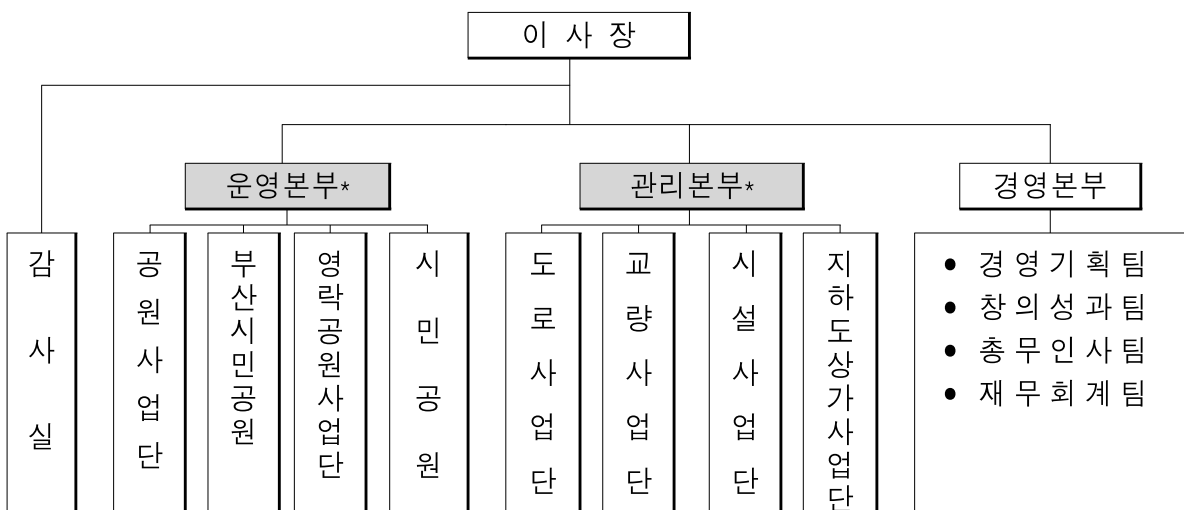 이 사 장
운영본부*
관리본부*
경영본부
감사실
공원사업단
부산시민공원
영락공원사업단
시민공원
도로사업단
교량사업단
시설사업단
지하도상가사업단
● 경 영 기 획 팀
● 창 의 성 과 팀
● 총 무 인 사 팀
● 재 무 회 계 팀